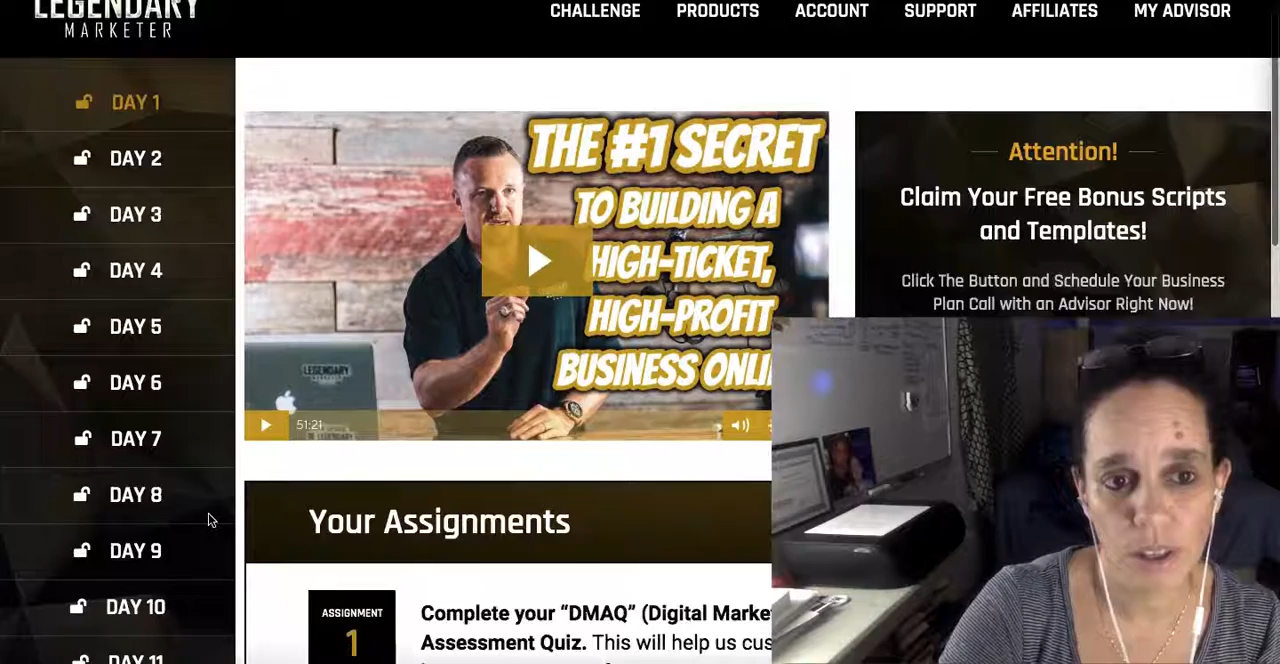 LEGENDARY
MARKETER
CHALLENGE
PRODUCTS
ACCOUNT
SUPPORT
AFFILIATES
MY ADVISOR
DAY 1
DAY 2
DAY 3
DAY 4
DAY 5
DAY 6
DAY 7
DAY 8
DAY 9
DAY 10
DAY 11
THE #1 SECRET
TO BUILDING A
HIGH-TICKET,
HIGH-PROFIT
BUSINESS ONLI
LEGENDARY
MARKETER
51:21
Attention!
Claim Your Free Bonus Scripts
and Templates!
Click The Button and Schedule Your Business
Plan Call with an Advisor Right Now!
Your Assignments
ASSIGNMENT
1
Complete your “DMAQ” (Digital Marke
Assessment Quiz. This will help us cus